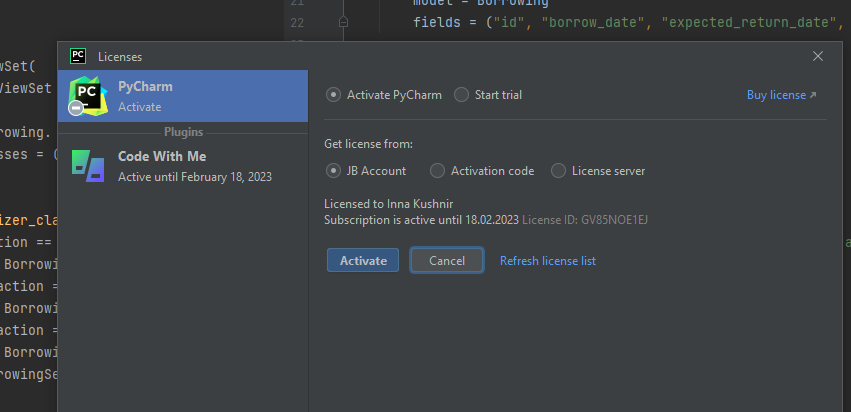 21
model = Borrowing
22
fields = ("id", "borrow_date", "expected_return_date",
wSet(
ViewSet
rowing.
sses = (
izer_cla
tion ==
Borrowi
action =
Borrowi
action =
Borrowi
rowingSe
PC Licenses
PC
PyCharm
Activate
Plugins
Code With Me
Active until February 18, 2023
Activate PyCharm Start trial Buy license ↗
Get license from:
JB Account Activation code License server
Licensed to Inna Kushnir
Subscription is active until 18.02.2023 License ID: GV85NOE1EJ
Activate Cancel Refresh license list